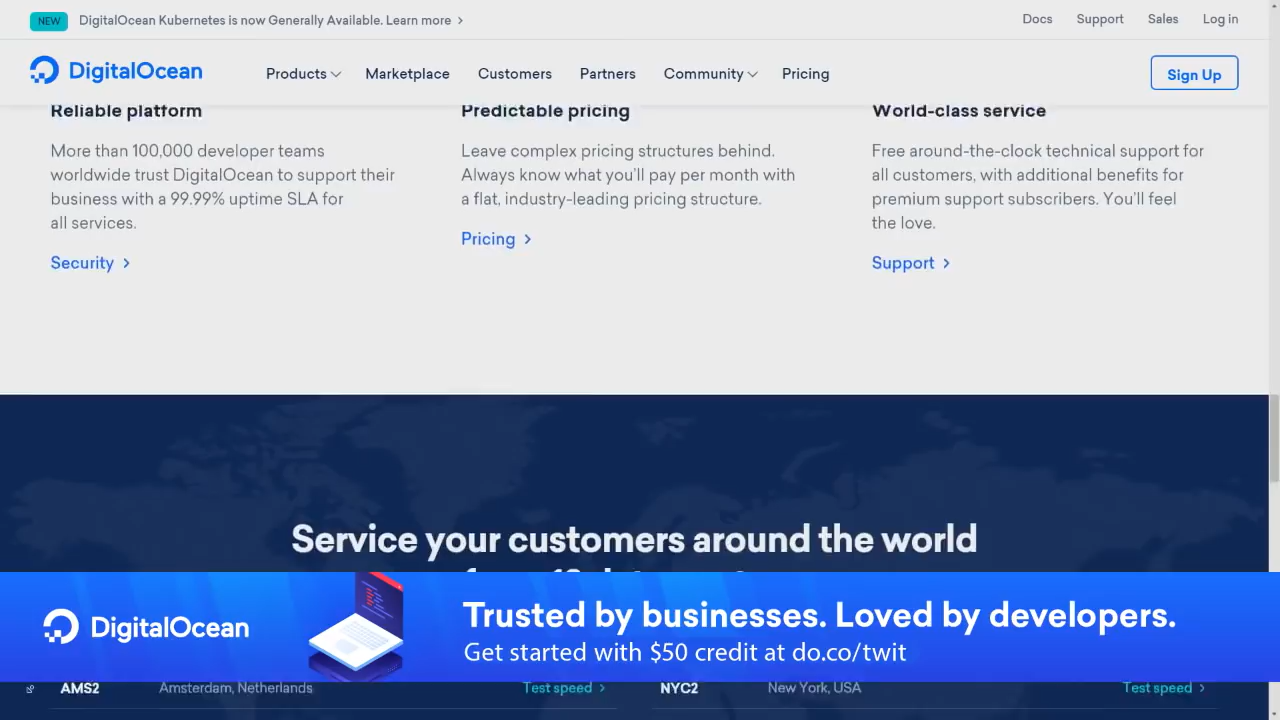 NEW DigitalOcean Kubernetes is now Generally Available. Learn more
Docs Support Sales Log in
DigitalOcean Products Marketplace Customers Partners Community Pricing Sign Up
Reliable platform
More than 100,000 developer teams
worldwide trust DigitalOcean to support their
business with a 99.99% uptime SLA for
all services.
Security
Predictable pricing
Leave complex pricing structures behind.
Always know what you'll pay per month with
a flat, industry-leading pricing structure.
Pricing
World-class service
Free around-the-clock technical support for
all customers, with additional benefits for
premium support subscribers. You'll feel
the love.
Support
Service your customers around the world
DigitalOcean
Trusted by businesses. Loved by developers.
Get started with $50 credit at do.co/twit
AMS2 Amsterdam, Netherlands Test speed
NYC2 New York, USA Test speed